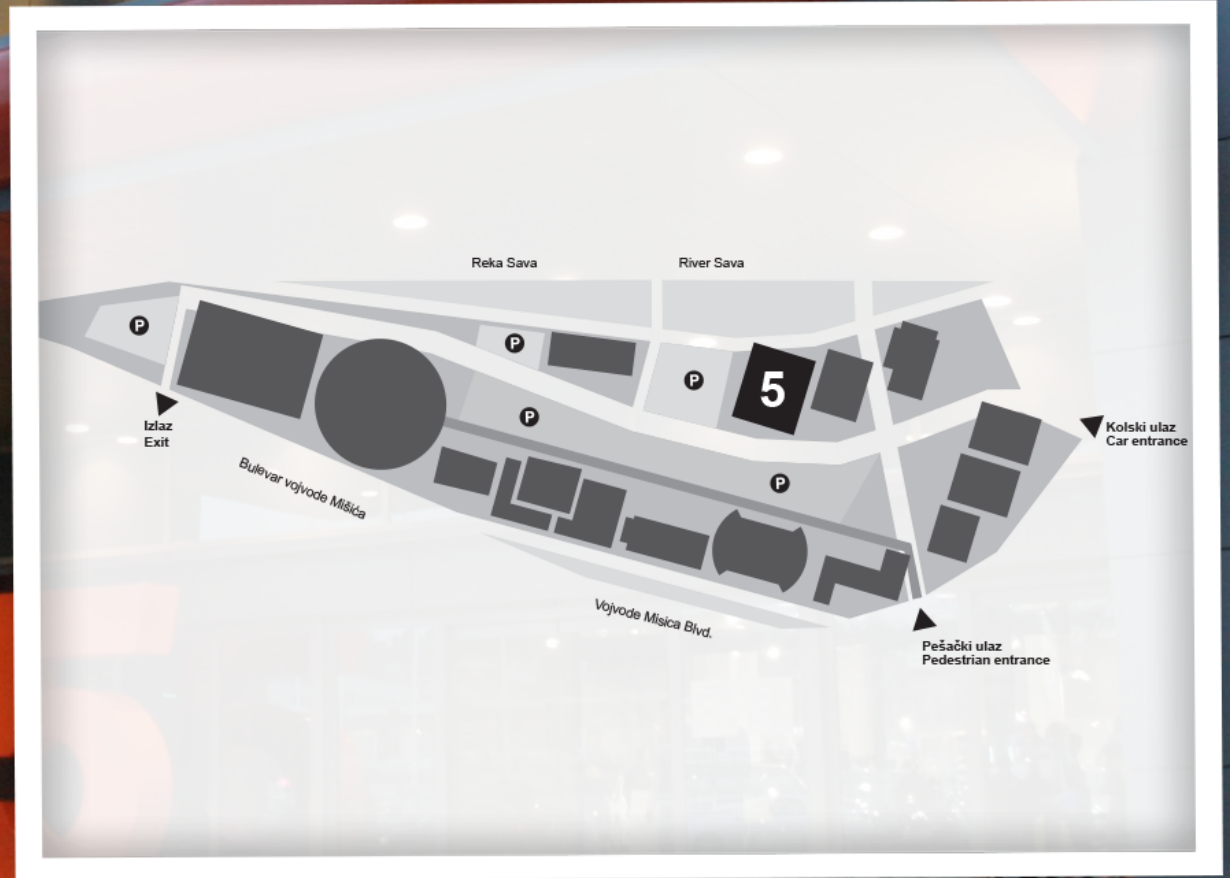 Reka Sava
River Sava
P
P
P
5
P
P
Izlaz
Exit
Kolski ulaz
Car entrance
Bulevar vojvode Mišića
Vojvode Misica Blvd.
Pešački ulaz
Pedestrian entrance